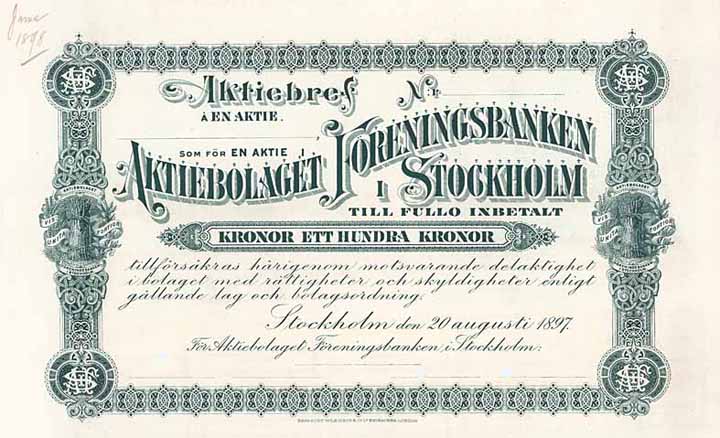 June
1898
Aktiebref Nr
À EN AKTIE.
SOM FÖR EN AKTIE I
AKTIEBOLAGET FÖRENINGSBANKEN
I STOCKHOLM
TILL FULLO INBETALT
KRONOR ETT HUNDRA KRONOR
tillförsäkras härigenom motsvarande delaktighet
i bolaget med rättigheter och skyldigheter enligt
gällande lag och bolagsordning.
Stockholm den 20 augusti 1897.
För Aktiebolaget Föreningsbanken i Stockholm: